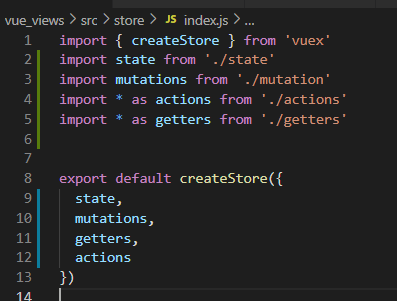 vue_views > src > store > JS index.js > ...
1 import { createStore } from 'vuex'
2 import state from './state'
3 import mutations from './mutation'
4 import * as actions from './actions'
5 import * as getters from './getters'
6
7
8 export default createStore({
9 state,
10 mutations,
11 getters,
12 actions
13 })
14